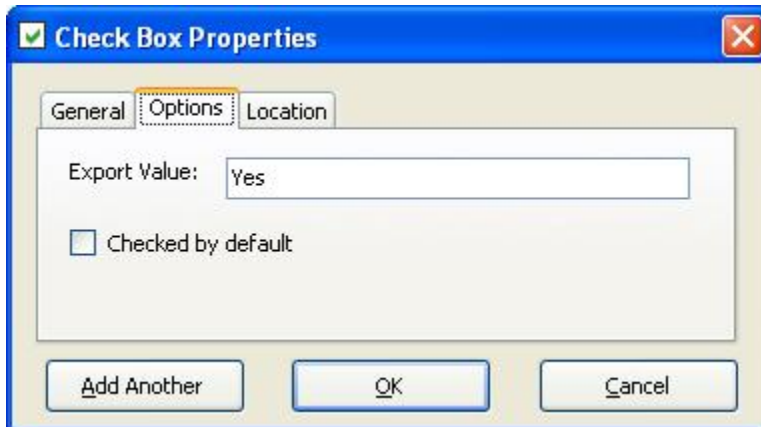 Check Box Properties
General Options Location
Export Value: Yes
Checked by default
Add Another OK Cancel